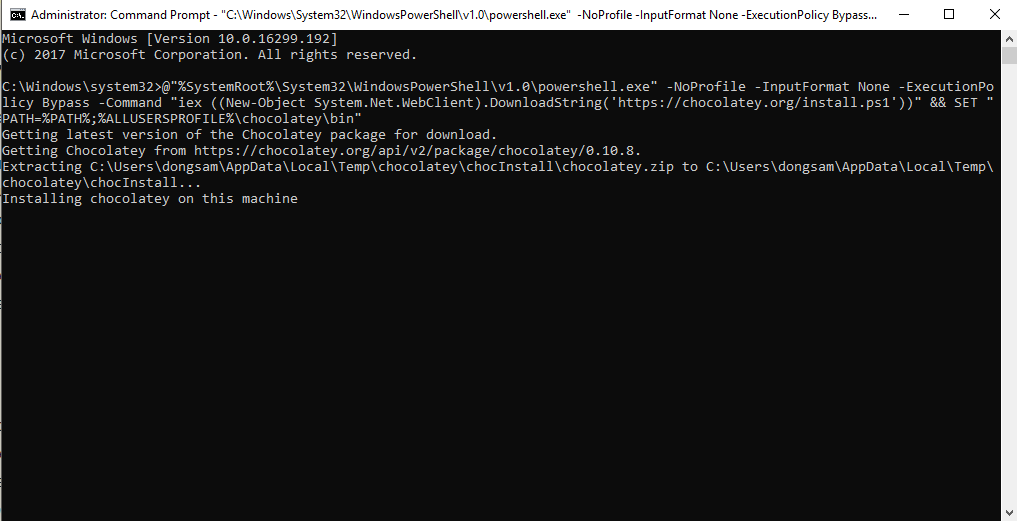 Administrator: Command Prompt - "C:\Windows\System32\WindowsPowerShell\v1.0\powershell.exe" -NoProfile -InputFormat None -ExecutionPolicy Bypass...
Microsoft Windows [Version 10.0.16299.192]
(c) 2017 Microsoft Corporation. All rights reserved.
C:\Windows\system32>@"%SystemRoot%\System32\WindowsPowerShell\v1.0\powershell.exe" -NoProfile -InputFormat None -ExecutionPo
licy Bypass -Command "iex ((New-Object System.Net.WebClient).DownloadString('https://chocolatey.org/install.ps1'))" && SET "
PATH=%PATH%;%ALLUSERSPROFILE%\chocolatey\bin"
Getting latest version of the Chocolatey package for download.
Getting Chocolatey from https://chocolatey.org/api/v2/package/chocolatey/0.10.8.
Extracting C:\Users\dongsam\AppData\Local\Temp\chocolatey\chocInstall\chocolatey.zip to C:\Users\dongsam\AppData\Local\Temp\
chocolatey\chocInstall...
Installing chocolatey on this machine